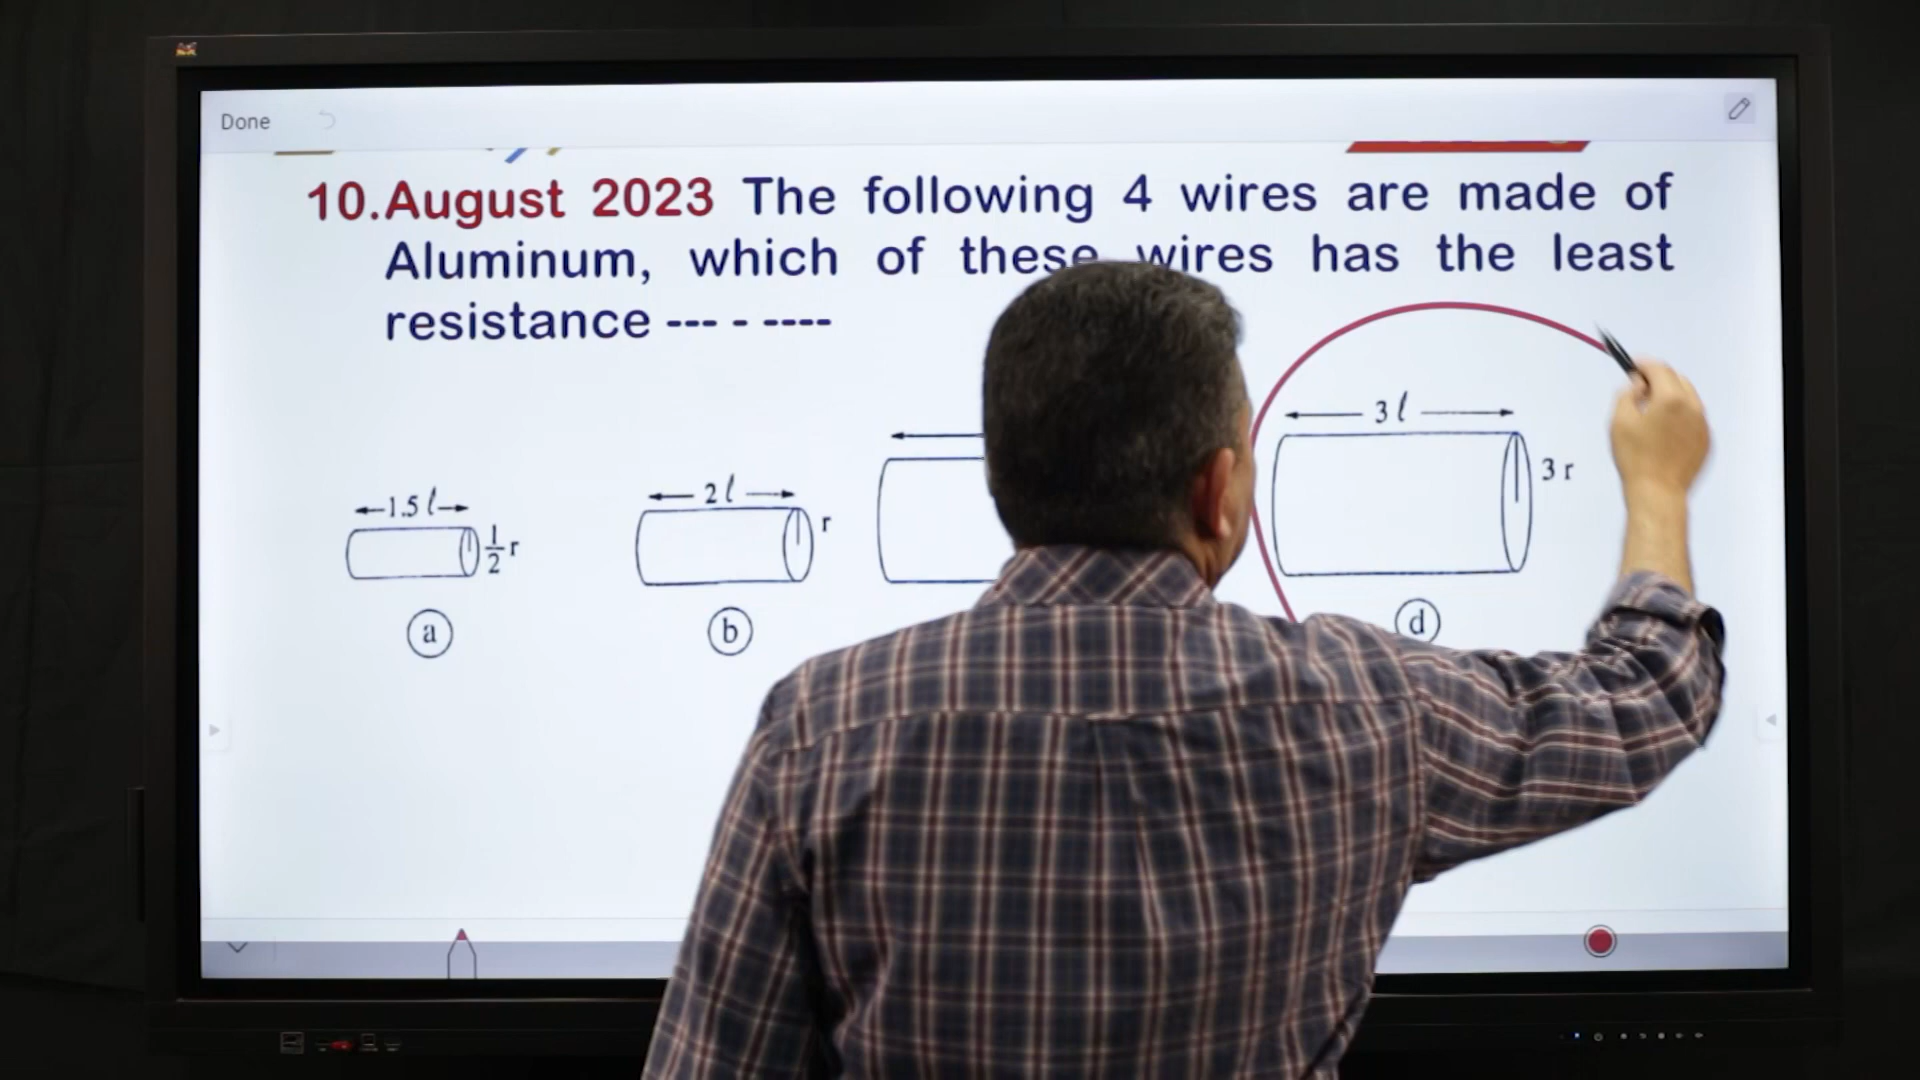 Done
10.August 2023 The following 4 wires are made of
Aluminum, which of these wires has the least
resistance --- - ----
1.5 ℓ
1/2 r
a
2 ℓ
r
b
3 ℓ
3 r
d